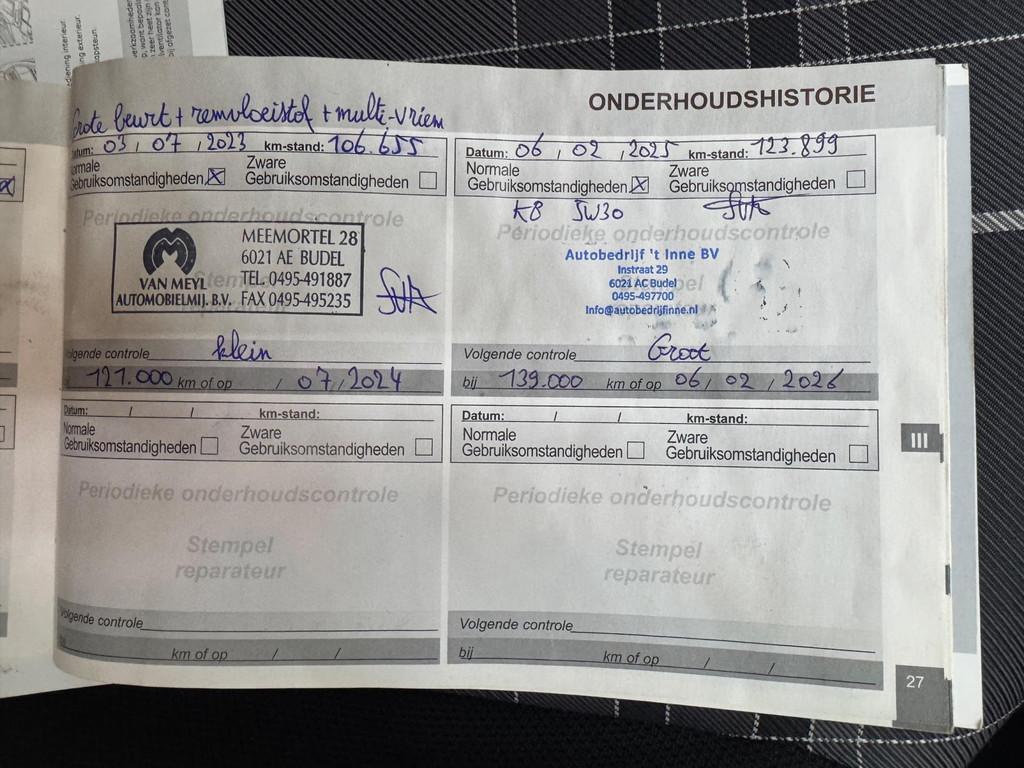 ONDERHOUDSHISTORIE
Grote beurt + remvloeistof + multi-Vriem
Datum: 03 / 07 / 2023 km-stand: 106.655
Normale
Gebruiksomstandigheden
Zware
Gebruiksomstandigheden
Periodieke onderhoudscontrole
MEEMORTEL 28
6021 AE BUDEL
TEL. 0495-491887
FAX 0495-495235
VAN MEYL
AUTOMOBIELMIJ. B.V.
Volgende controle klein
121.000 km of op / 07 / 2024
Datum: 06 / 02 / 2025 km-stand: 123.899
Normale
Gebruiksomstandigheden
Zware
Gebruiksomstandigheden
K8 5W30
Periodieke onderhoudscontrole
Autobedrijf 't Inne BV
Instraat 29
6021 AC Budel
0495-497700
Info@autobedrijfinne.nl
Volgende controle Groot
bij 139.000 km of op 06 / 02 / 2026
Datum: / / km-stand:
Normale
Gebruiksomstandigheden
Zware
Gebruiksomstandigheden
Periodieke onderhoudscontrole
Stempel
reparateur
Volgende controle
km of op / /
Datum: / / km-stand:
Normale
Gebruiksomstandigheden
Zware
Gebruiksomstandigheden
Periodieke onderhoudscontrole
Stempel
reparateur
Volgende controle
bij km of op / /
III
27